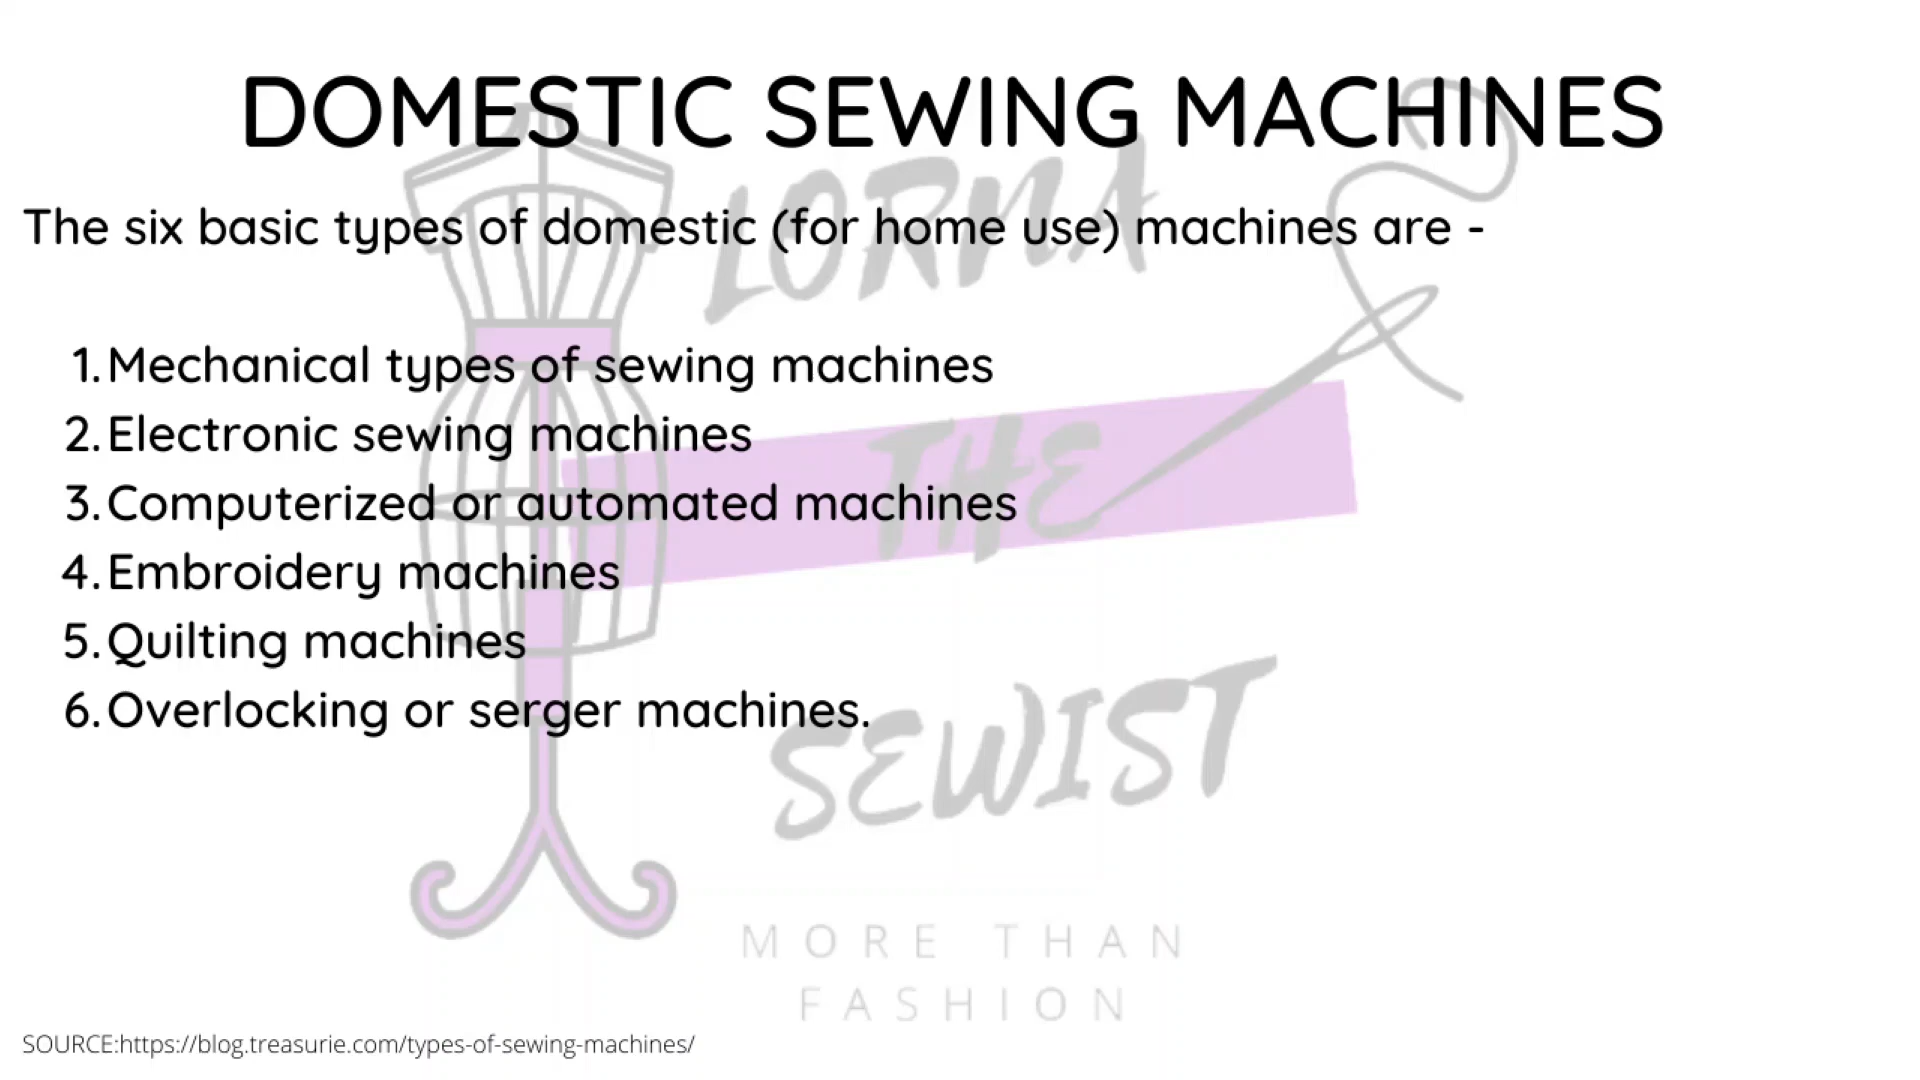 DOMESTIC SEWING MACHINES
LORNA
The six basic types of domestic (for home use) machines are -
1. Mechanical types of sewing machines
2. Electronic sewing machines
THE
3. Computerized or automated machines
4. Embroidery machines
5. Quilting machines
6. Overlocking or serger machines.
SEWIST
MORE THAN
FASHION
SOURCE:https://blog.treasurie.com/types-of-sewing-machines/